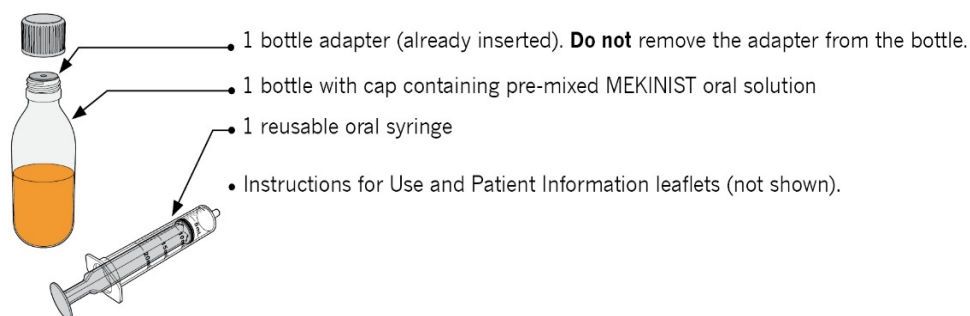 • 1 bottle adapter (already inserted). Do not remove the adapter from the bottle.
• 1 bottle with cap containing pre-mixed MEKINIST oral solution
• 1 reusable oral syringe
• Instructions for Use and Patient Information leaflets (not shown).